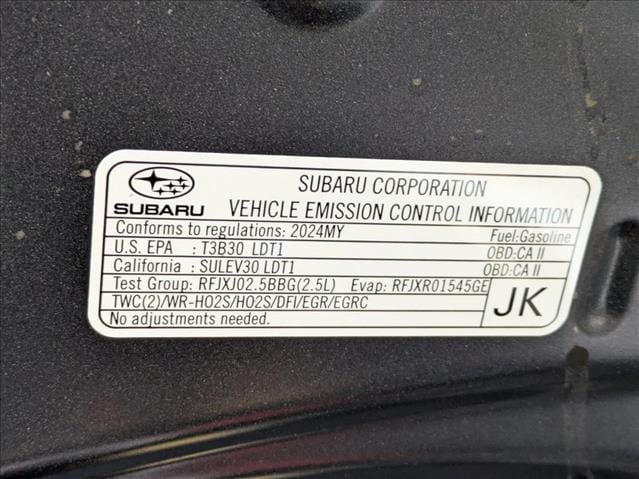 SUBARU CORPORATION
SUBARU
VEHICLE EMISSION CONTROL INFORMATION
Conforms to regulations: 2024MY Fuel:Gasoline
U.S. EPA : T3B30 LDT1 OBD:CA II
California : SULEV30 LDT1 OBD:CA II
Test Group: RFJXJ02.5BBG(2.5L) Evap: RFJXR01545GE
TWC(2)/WR-HO2S/HO2S/DFI/EGR/EGRC
No adjustments needed.
JK